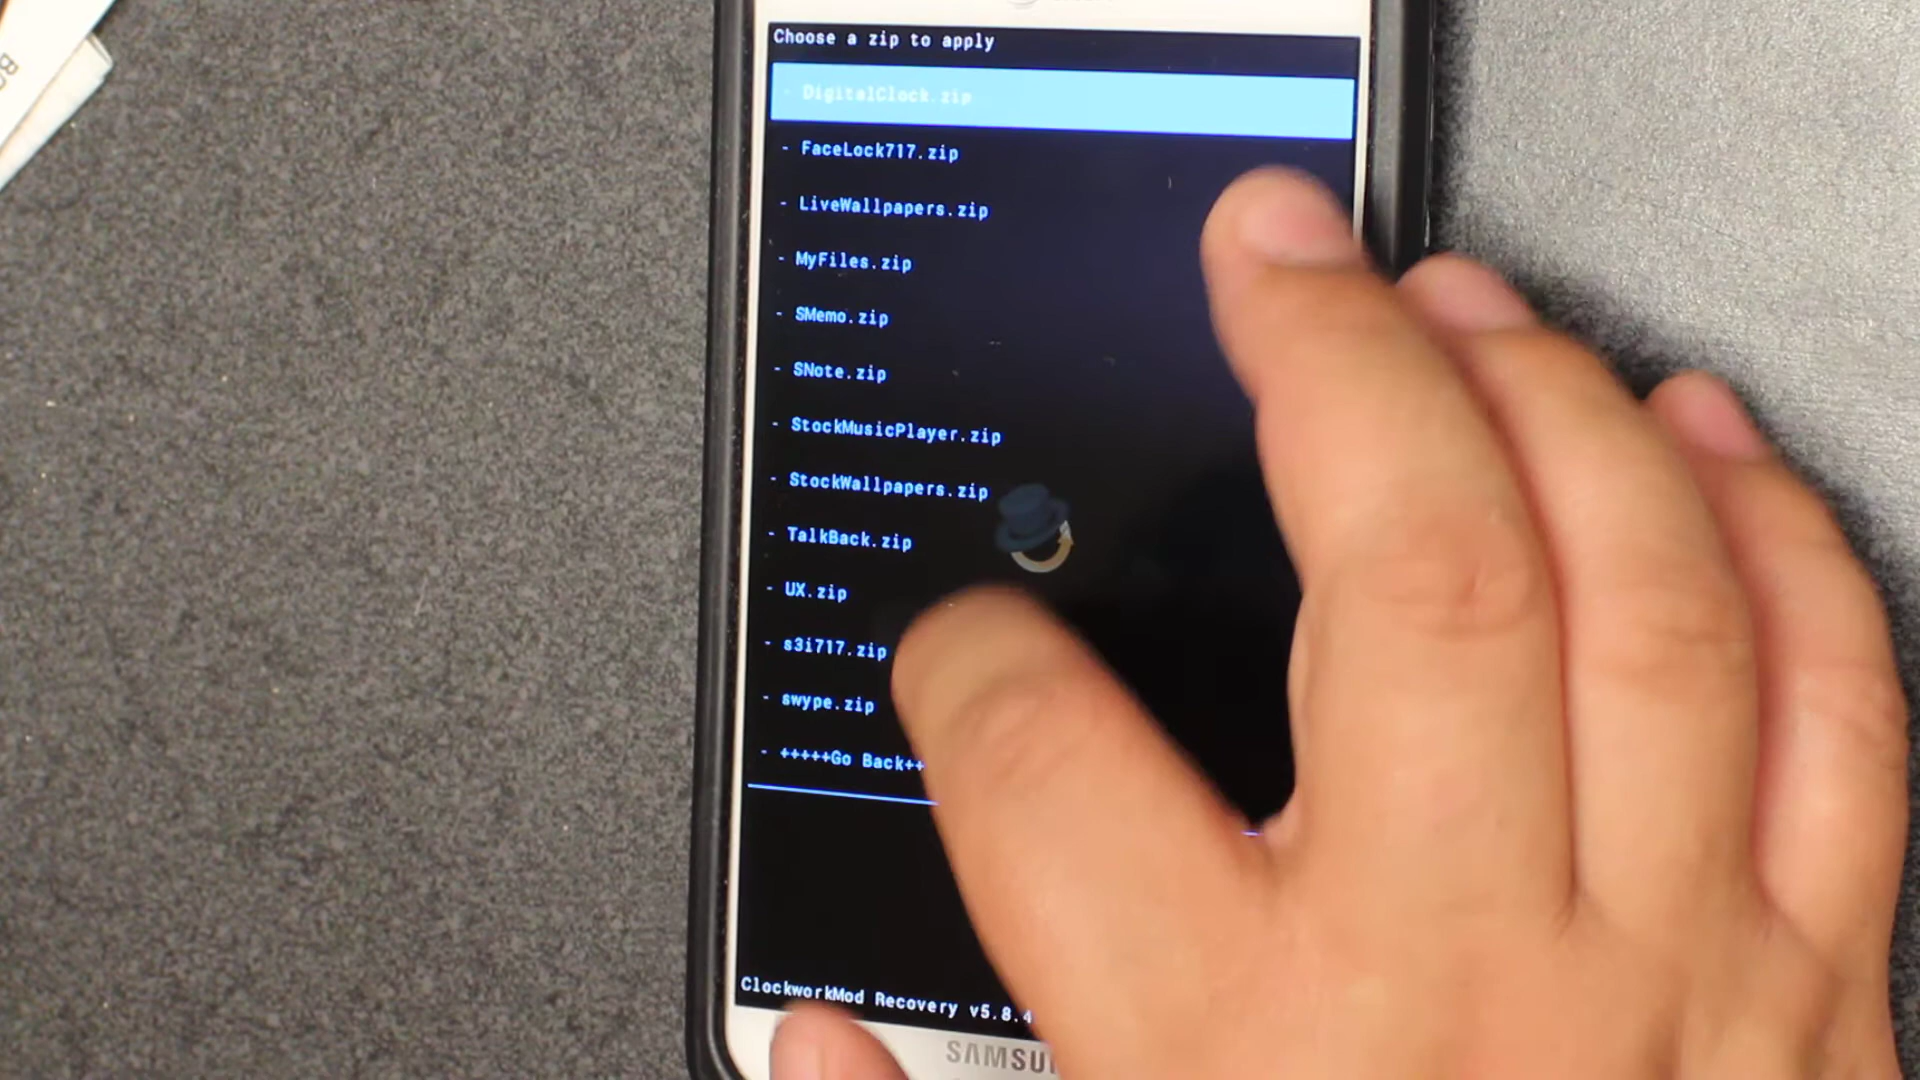 Choose a zip to apply
- DigitalClock.zip
- FaceLock717.zip
- LiveWallpapers.zip
- MyFiles.zip
- SMemo.zip
- SNote.zip
- StockMusicPlayer.zip
- StockWallpapers.zip
- TalkBack.zip
- UX.zip
- s3i717.zip
- swype.zip
- +++++Go Back++
ClockworkMod Recovery v5.8.4
SAMSU